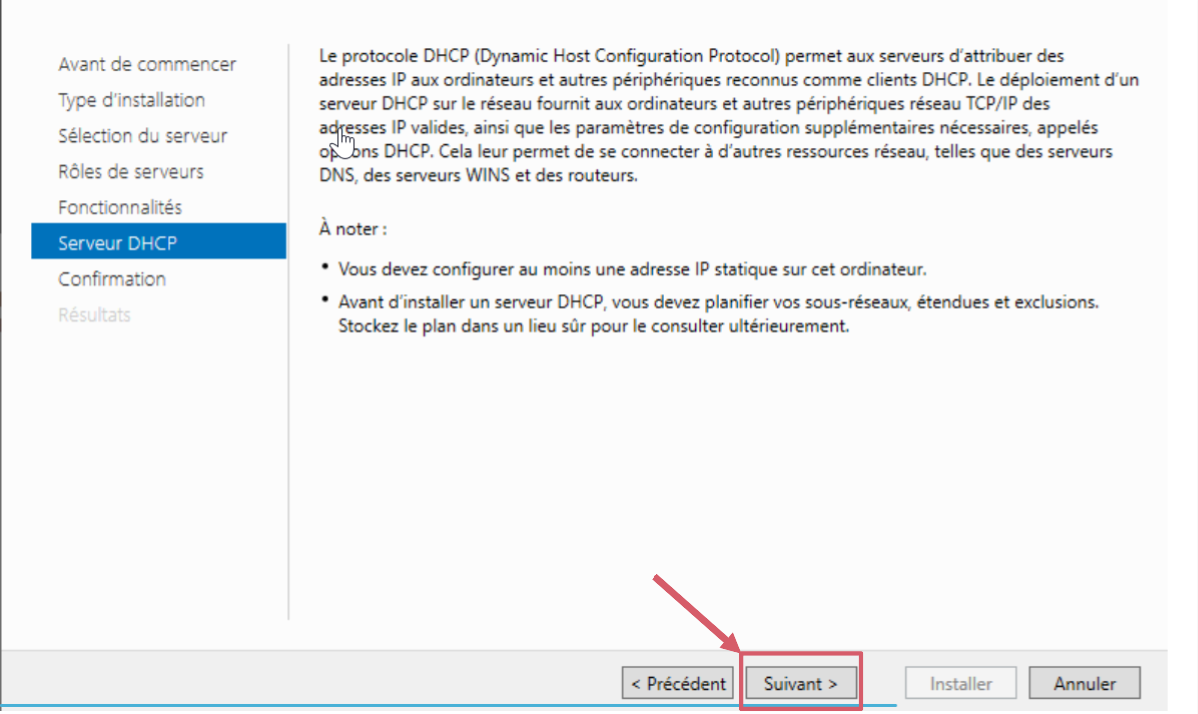 Avant de commencer
Type d'installation
Sélection du serveur
Rôles de serveurs
Fonctionnalités
Serveur DHCP
Confirmation
Résultats
Le protocole DHCP (Dynamic Host Configuration Protocol) permet aux serveurs d'attribuer des
adresses IP aux ordinateurs et autres périphériques reconnus comme clients DHCP. Le déploiement d'un
serveur DHCP sur le réseau fournit aux ordinateurs et autres périphériques réseau TCP/IP des
adresses IP valides, ainsi que les paramètres de configuration supplémentaires nécessaires, appelés
options DHCP. Cela leur permet de se connecter à d'autres ressources réseau, telles que des serveurs
DNS, des serveurs WINS et des routeurs.
À noter :
• Vous devez configurer au moins une adresse IP statique sur cet ordinateur.
• Avant d'installer un serveur DHCP, vous devez planifier vos sous-réseaux, étendues et exclusions.
Stockez le plan dans un lieu sûr pour le consulter ultérieurement.
< Précédent
Suivant >
Installer
Annuler